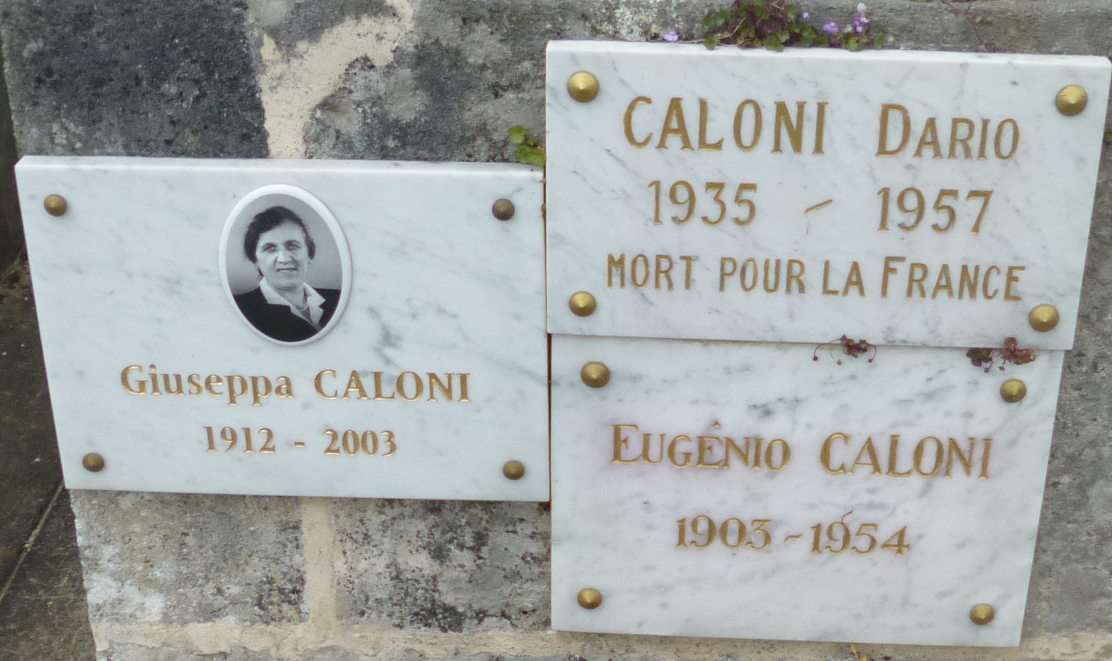 Giuseppa CALONI
1912 - 2003
CALONI DARIO
1935 - 1957
MORT POUR LA FRANCE
EUGÊNIO CALONI
1903 - 1954